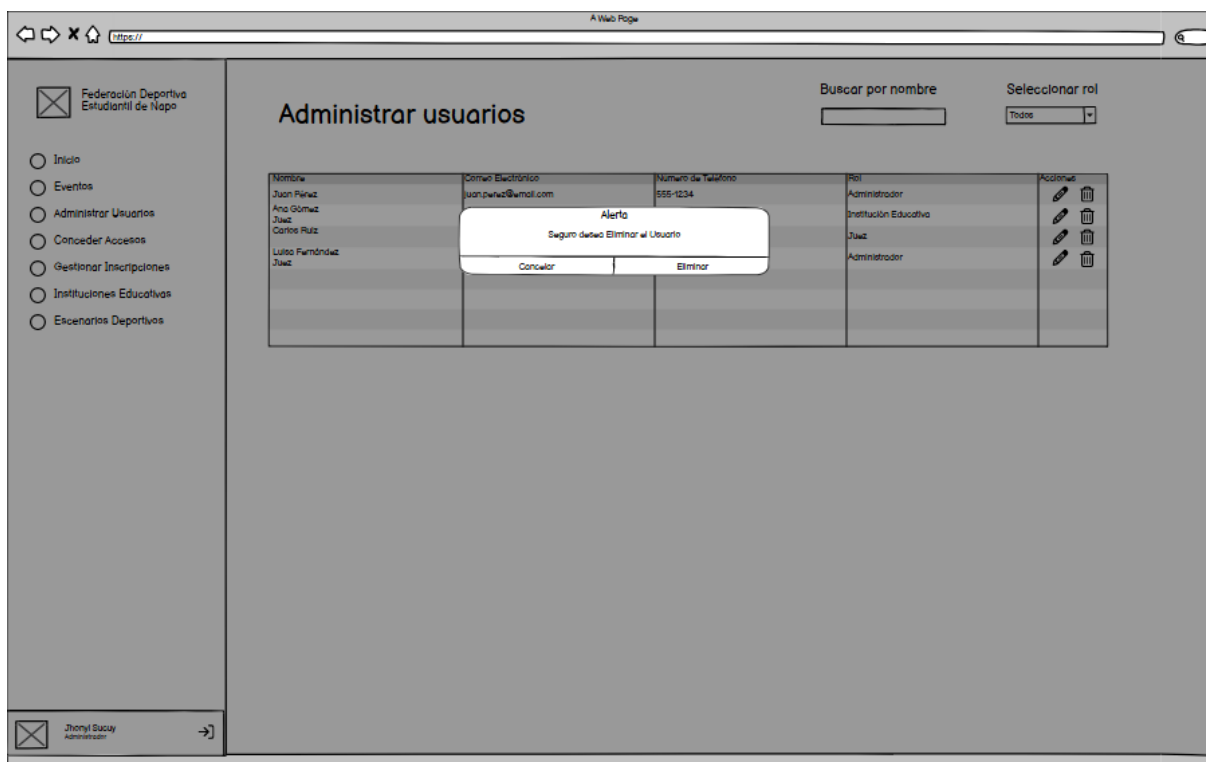 A Web Page
https://
Federación Deportiva
Estudiantil de Napo
Inicio
Eventos
Administrar Usuarios
Conceder Accesos
Gestionar Inscripciones
Instituciones Educativas
Escenarios Deportivos
Jhonyl Sucuy
Administrador
Administrar usuarios
Buscar por nombre
Seleccionar rol
Todos
Nombre Correo Electrónico Numero de Teléfono Rol Acciones
Juan Pérez juan.perez@email.com 555-1234 Administrador
Ana Gómez
Juez
Institución Educativa
Carlos Ruiz
Juez
Luisa Fernández
Juez
Administrador
Alerta
Seguro desea Eliminar el Usuario
Cancelar Eliminar